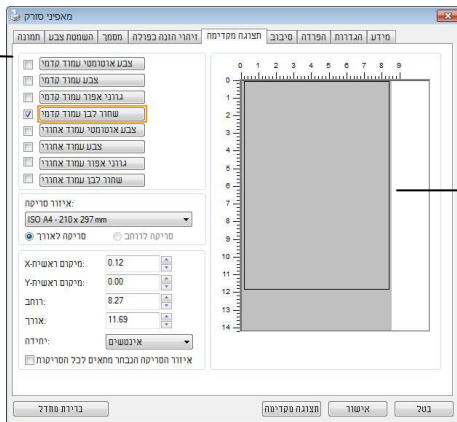 מאפיני סורק
תמונה השמטת צבע מסמך זיהוי הזנה כפולה תצוגה מקדימה סיבוב הפרדה הגדרות מידע
צבע אוטומטי עמוד קדמי
צבע עמוד קדמי
גווני אפור עמוד קדמי
שחור לבן עמוד קדמי
צבע אוטומטי עמוד אחורי
צבע עמוד אחורי
גווני אפור עמוד אחורי
שחור לבן עמוד אחורי
איזור סריקה:
ISO A4 - 210 x 297 mm
סריקה לאורך סריקה לרוחב
מיקום ראשית-X: 0.12
מיקום ראשית-Y: 0.00
רוחב: 8.27
אורך: 11.69
יחידה: אינטשים
איזור הסריקה הנבחר מתאים לכל הסריקות
0 1 2 3 4 5 6 7 8 9
0
1
2
3
4
5
6
7
8
9
10
11
12
13
14
ברירת מחדל תצוגה מקדימה אישור בטל